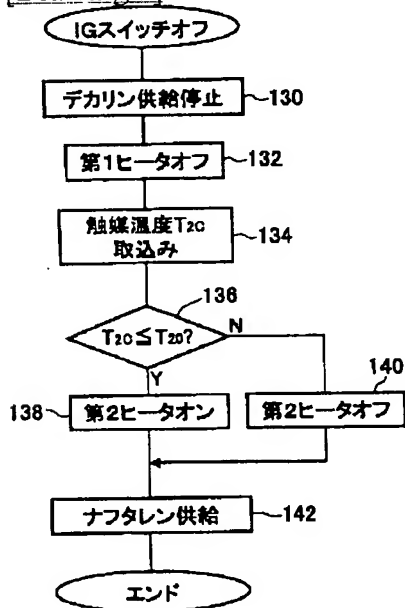 IGスイッチオフ
デカリン供給停止
130
第1ヒータオフ
132
触媒温度T2C
取込み
134
136
T2C≦T20?
N
Y
140
138
第2ヒータオン
第2ヒータオフ
ナフタレン供給
142
エンド